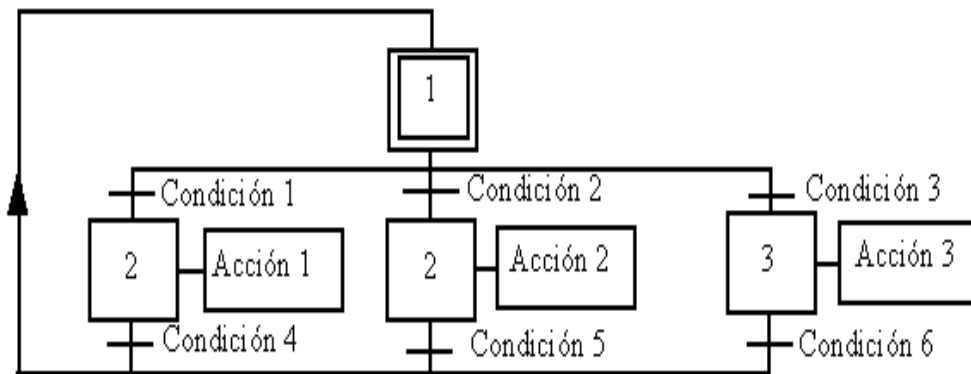 1
Condición 1
Condición 2
Condición 3
2
Acción 1
2
Acción 2
3
Acción 3
Condición 4
Condición 5
Condición 6